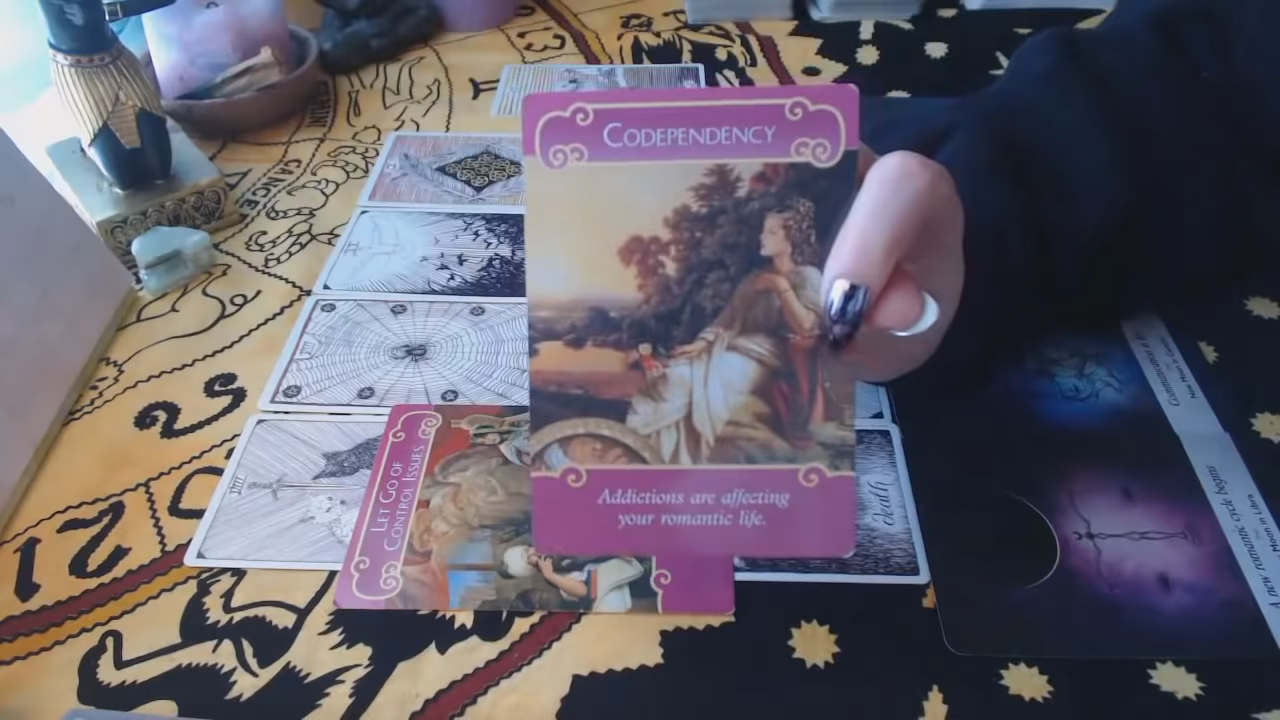 CODEPENDENCY
Addictions are affecting
your romantic life.
LET GO OF
CONTROL ISSUES
death
CANCE
A new romantic cycle begins
Moon in Libra